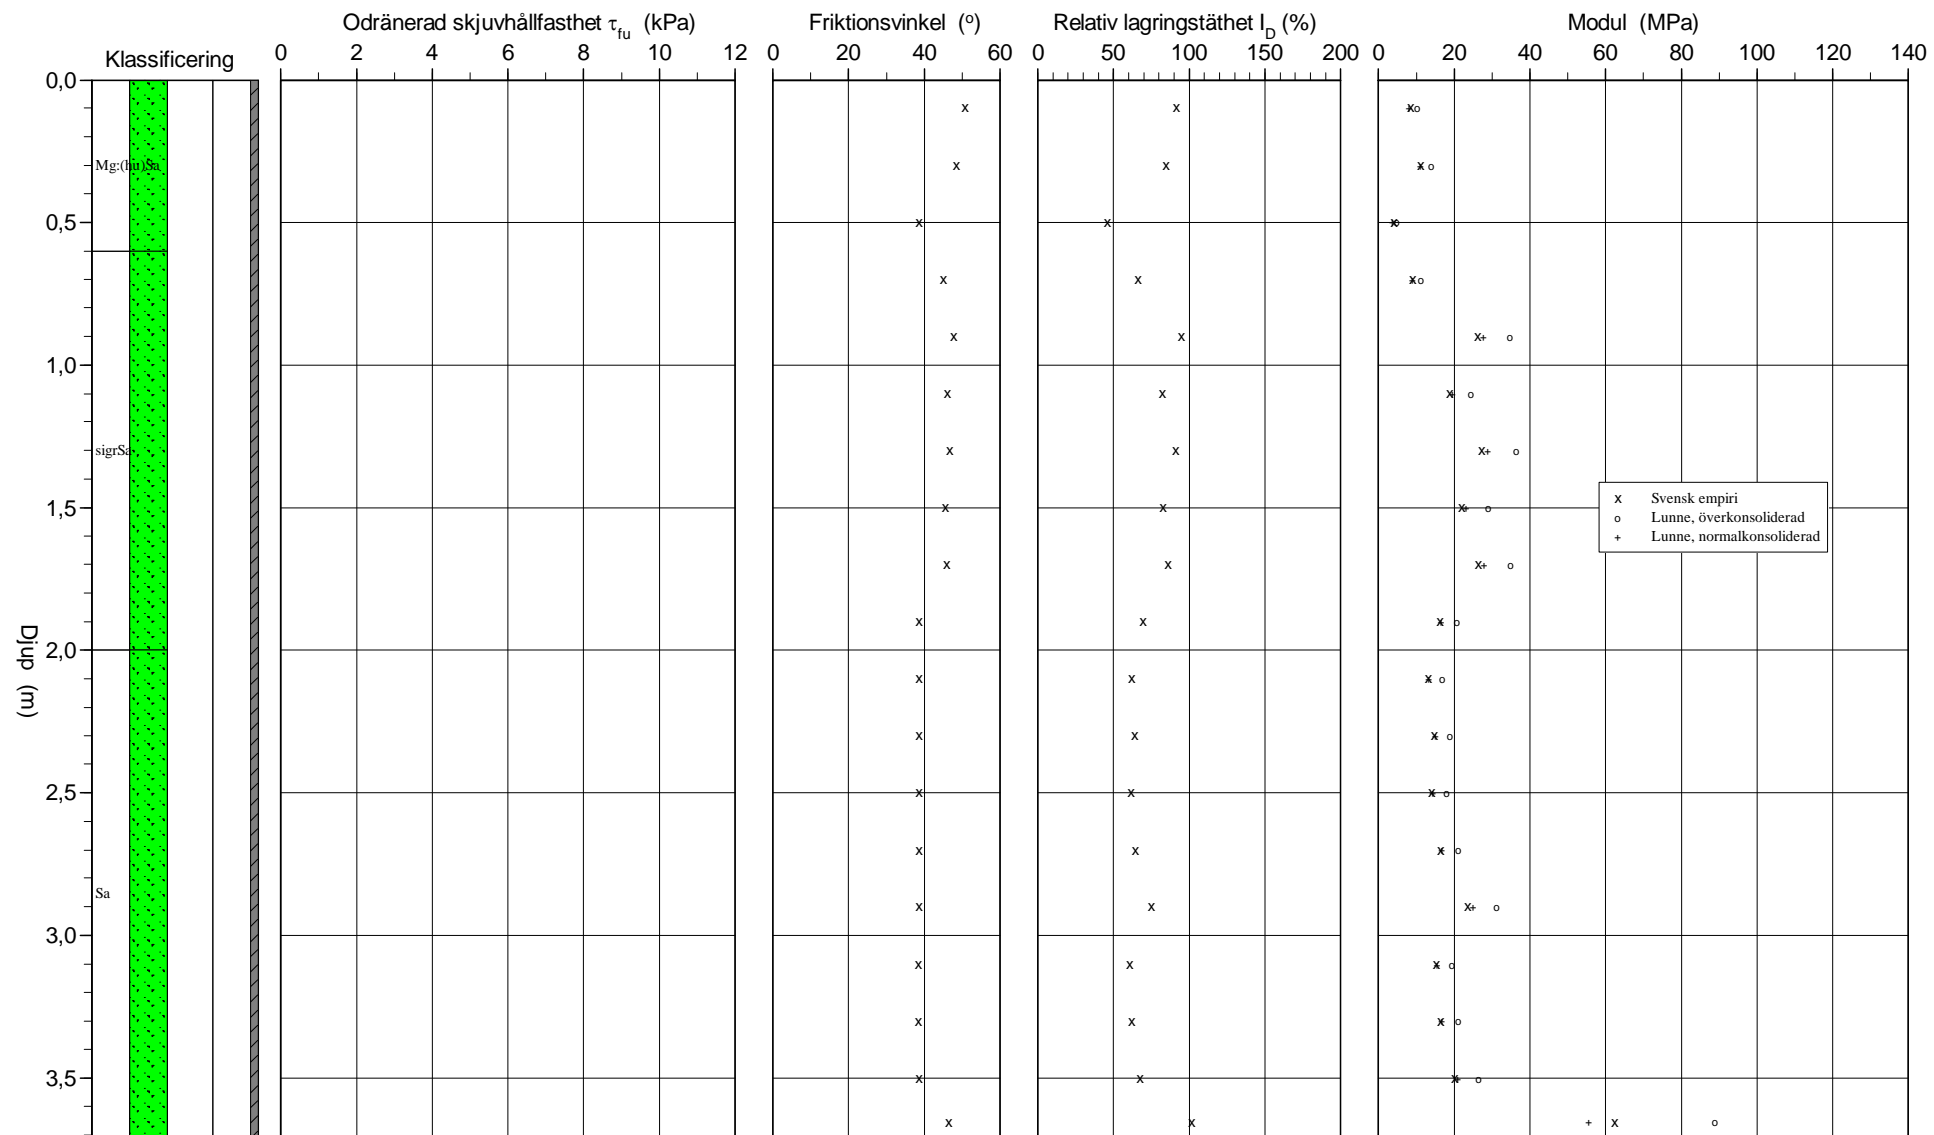 Odränerad skjuvhållfasthet τfu (kPa)
Friktionsvinkel (°)
Relativ lagringstäthet ID (%)
Modul (MPa)
Klassificering
0 2 4 6 8 10 12
0 20 40 60
0 50 100 150 200
0 20 40 60 80 100 120 140
0,0
Mg:(hu)Sa
0,5
1,0
sigrSa
1,5
2,0
Djup (m)
2,5
Sa
3,0
3,5
x Svensk empiri
o Lunne, överkonsoliderad
+ Lunne, normalkonsoliderad